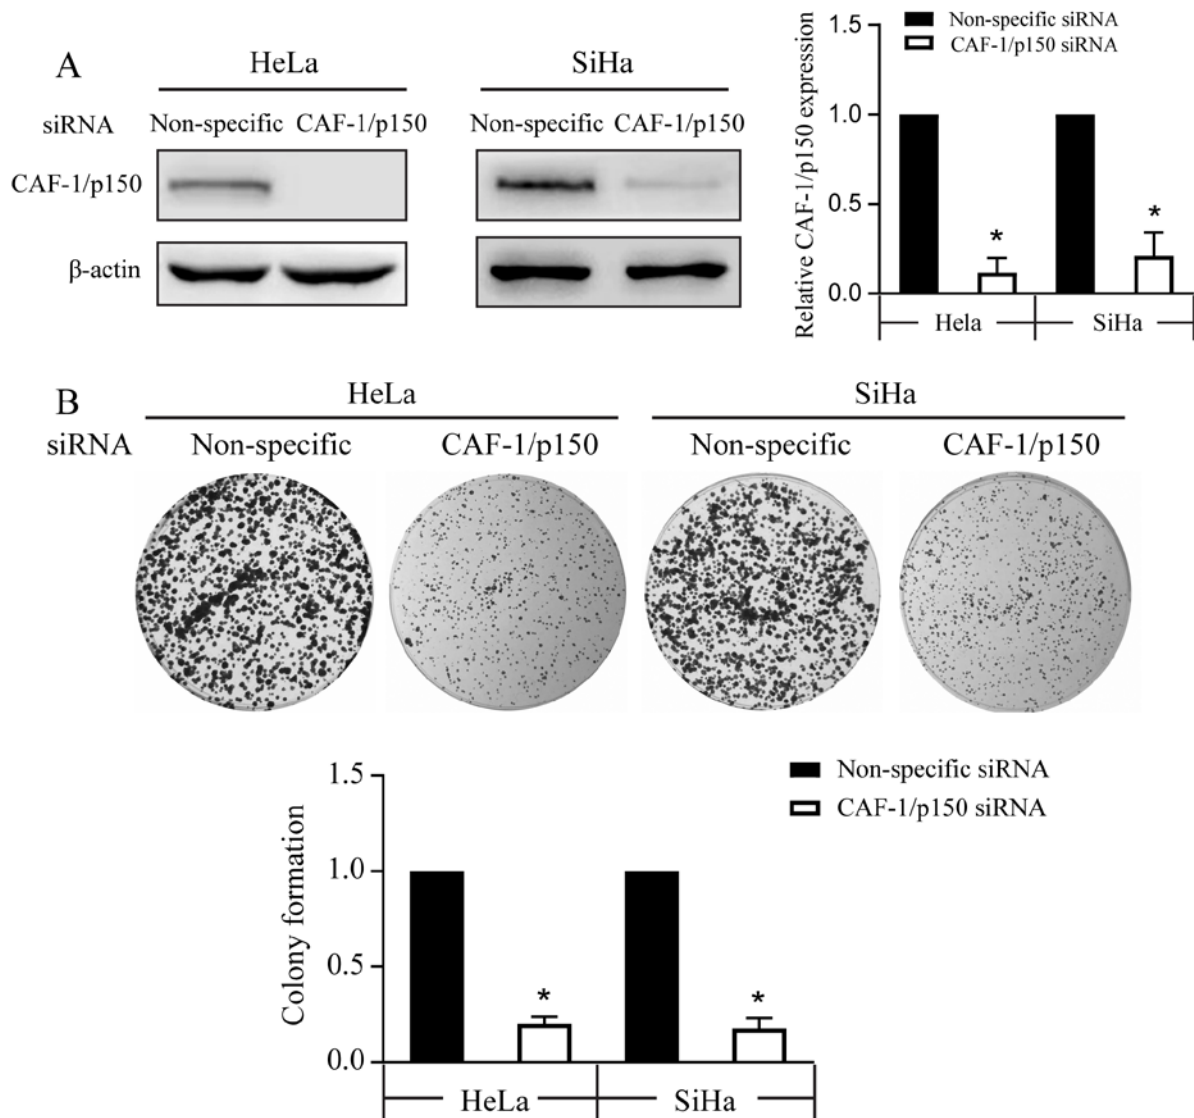 A
HeLa
SiHa
siRNA Non-specific CAF-1/p150 Non-specific CAF-1/p150
CAF-1/p150
β-actin
Relative CAF-1/p150 expression
1.5
1.0
0.5
0.0
Non-specific siRNA
CAF-1/p150 siRNA
* *
Hela SiHa
B
HeLa SiHa
siRNA Non-specific CAF-1/p150 Non-specific CAF-1/p150
Colony formation
1.5
1.0
0.5
0.0
Non-specific siRNA
CAF-1/p150 siRNA
* *
HeLa SiHa